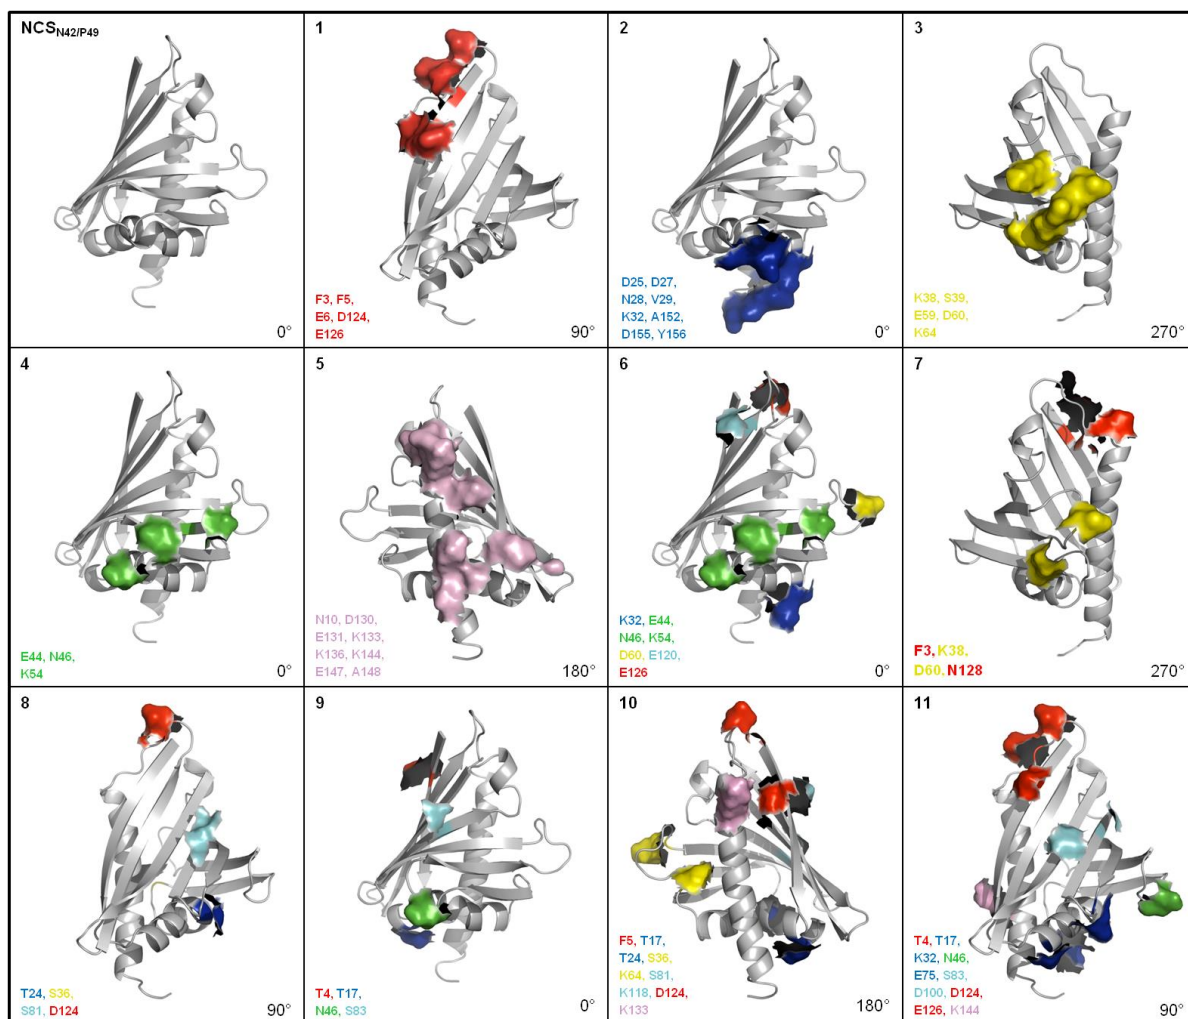 NCSN42/P49
0°
1
F3, F5,
E6, D124,
E126
90°
2
D25, D27,
N28, V29,
K32, A152,
D155, Y156
0°
3
K38, S39,
E59, D60,
K64
270°
4
E44, N46,
K54
0°
5
N10, D130,
E131, K133,
K136, K144,
E147, A148
180°
6
K32, E44,
N46, K54,
D60, E120,
E126
0°
7
F3, K38,
D60, N128
270°
8
T24, S36,
S81, D124
90°
9
T4, T17,
N46, S83
0°
10
F5, T17,
T24, S36,
K64, S81,
K118, D124,
K133
180°
11
T4, T17,
K32, N46,
E75, S83,
D100, D124,
E126, K144
90°